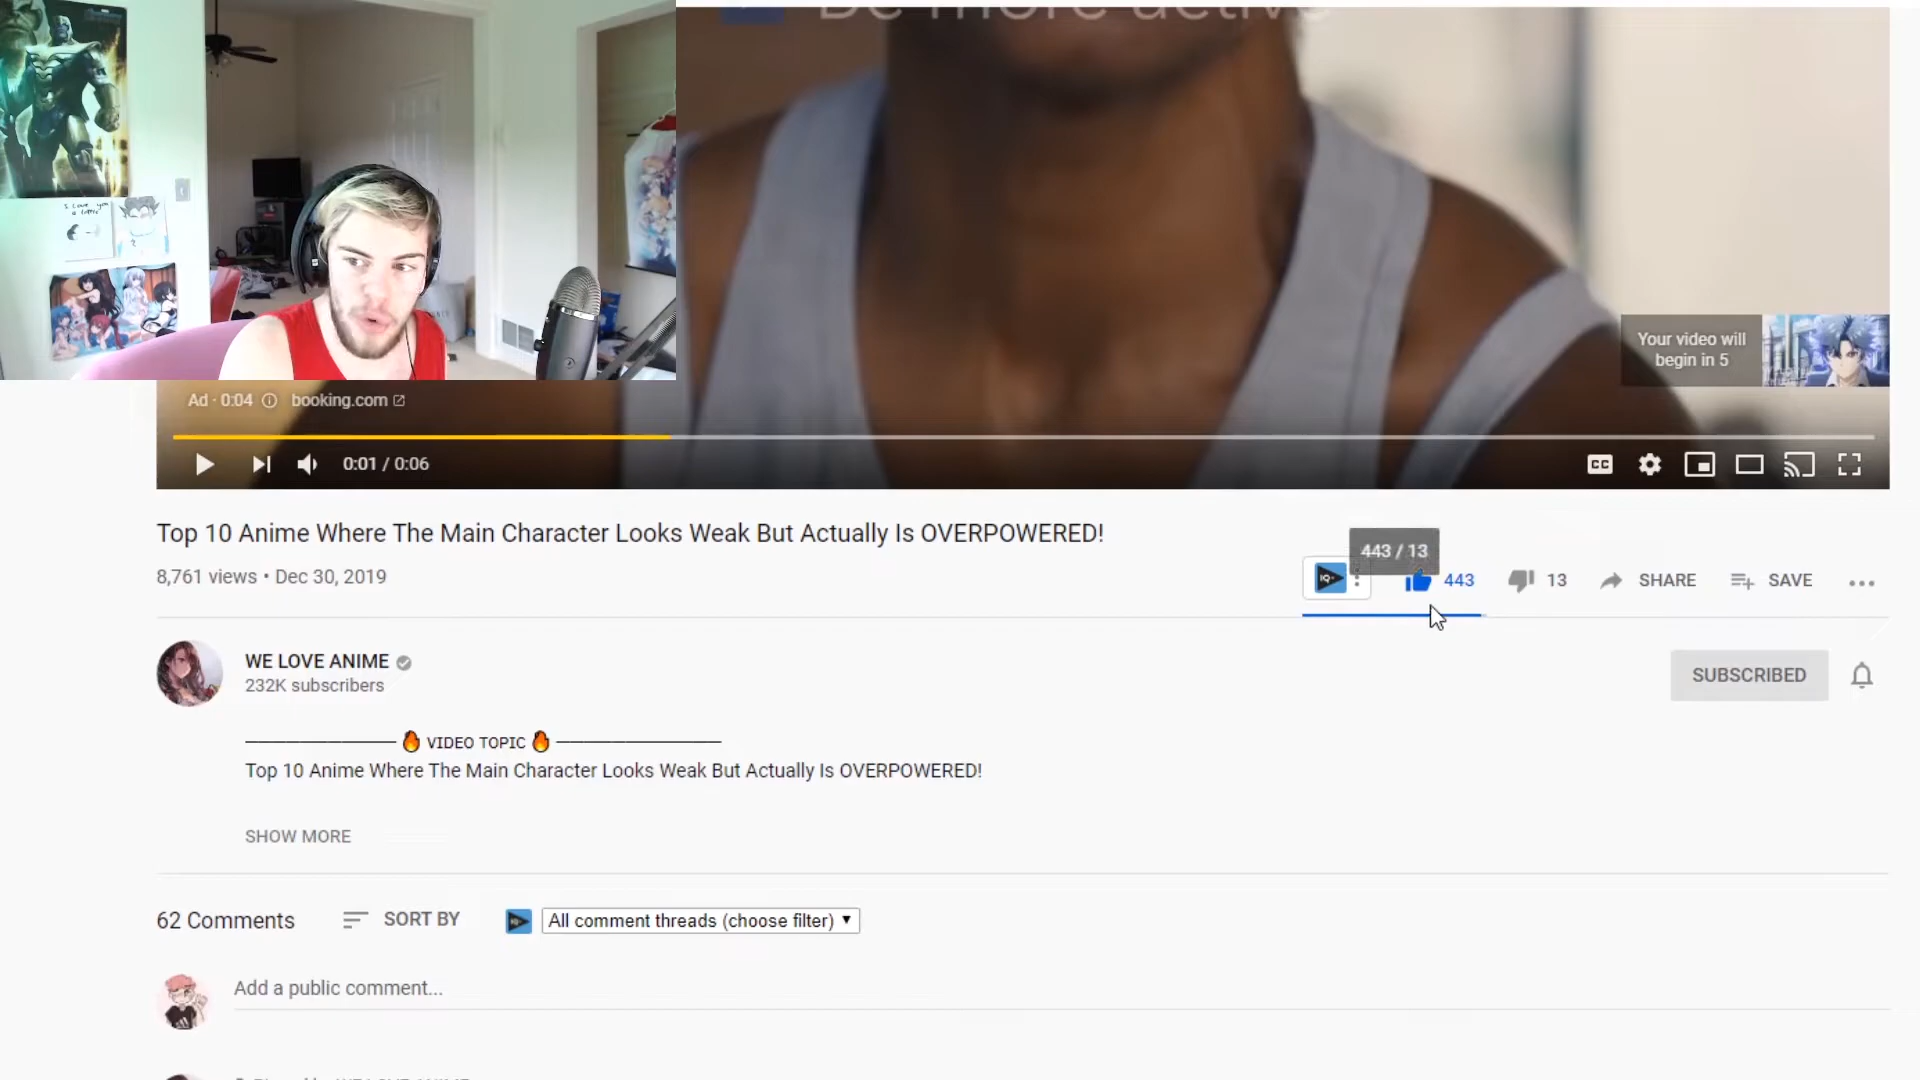 Be more active
I Love you
Your video will
begin in 5
Ad · 0:04
booking.com
0:01 / 0:06
CC
Top 10 Anime Where The Main Character Looks Weak But Actually Is OVERPOWERED!
443 / 13
8,761 views • Dec 30, 2019
IQ
443
13
SHARE
SAVE
WE LOVE ANIME
232K subscribers
SUBSCRIBED
VIDEO TOPIC
Top 10 Anime Where The Main Character Looks Weak But Actually Is OVERPOWERED!
SHOW MORE
62 Comments
SORT BY
All comment threads (choose filter)
Add a public comment...